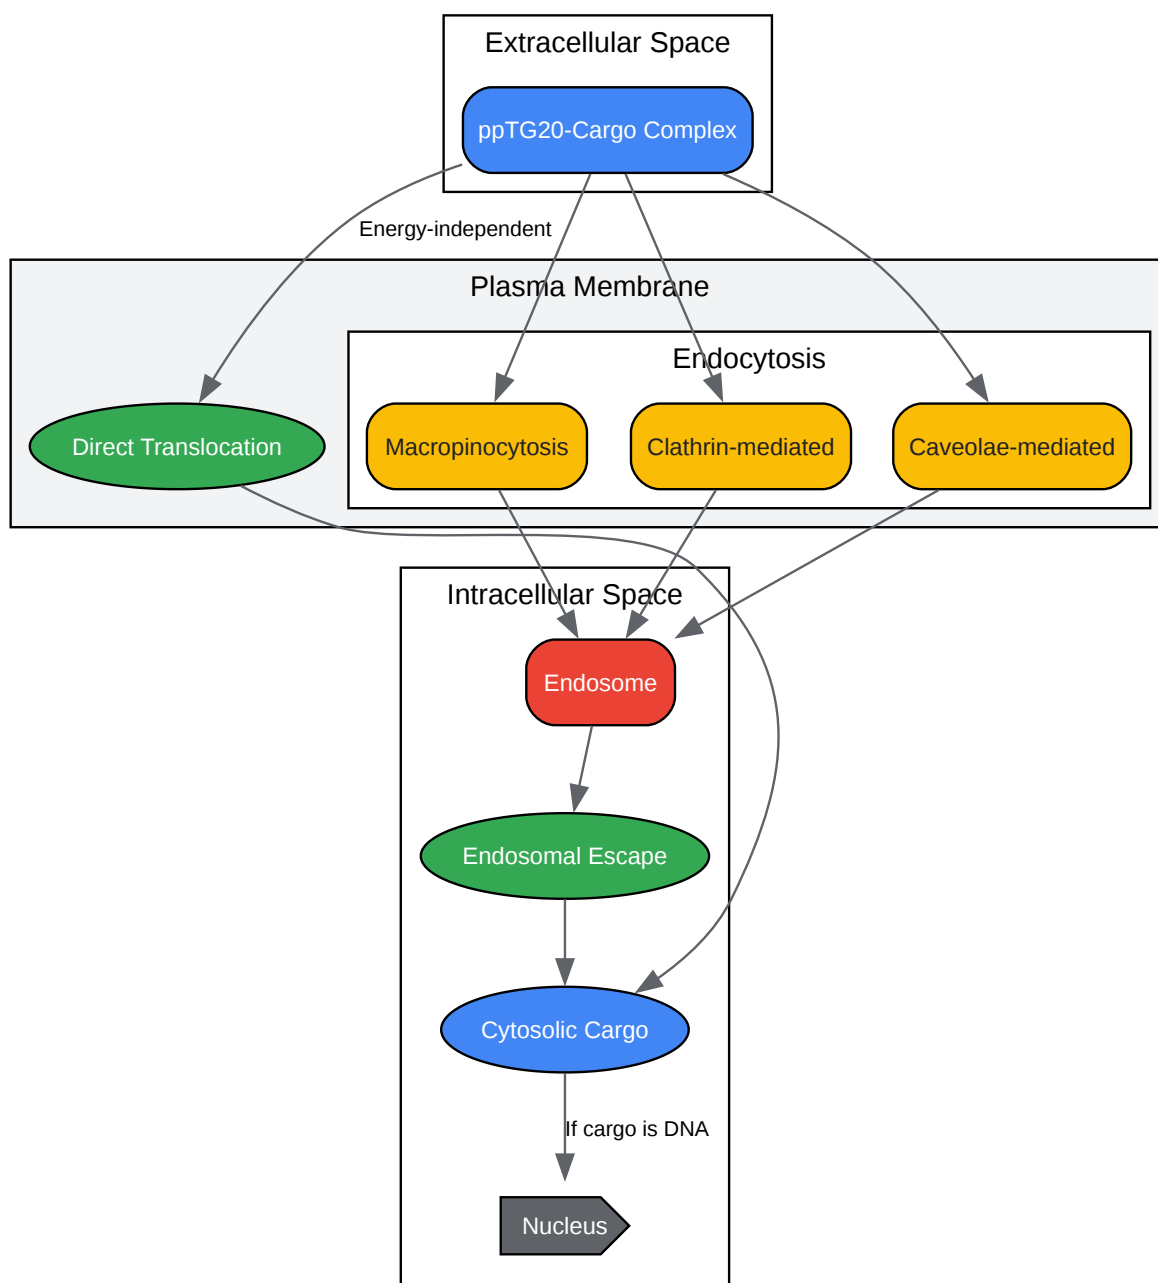 Extracellular Space
ppTG20-Cargo Complex
Energy-independent
Plasma Membrane
Endocytosis
Direct Translocation
Macropinocytosis
Clathrin-mediated
Caveolae-mediated
Intracellular Space
Endosome
Endosomal Escape
Cytosolic Cargo
If cargo is DNA
Nucleus